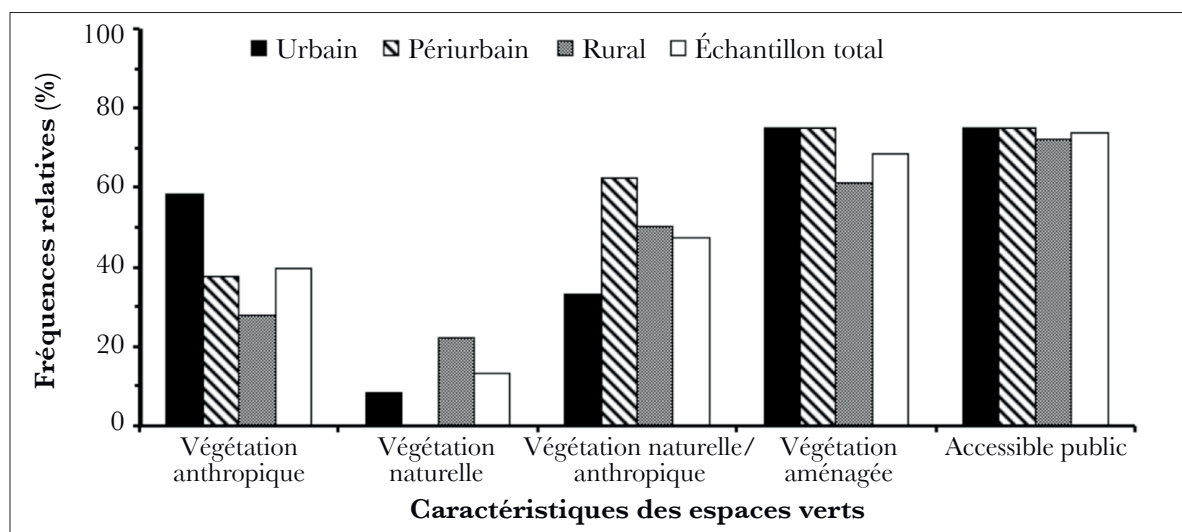 100
80
60
40
20
0
Fréquences relatives (%)
Urbain Périurbain Rural Échantillon total
Végétation anthropique
Végétation naturelle
Végétation naturelle/ anthropique
Végétation aménagée
Accessible public
Caractéristiques des espaces verts